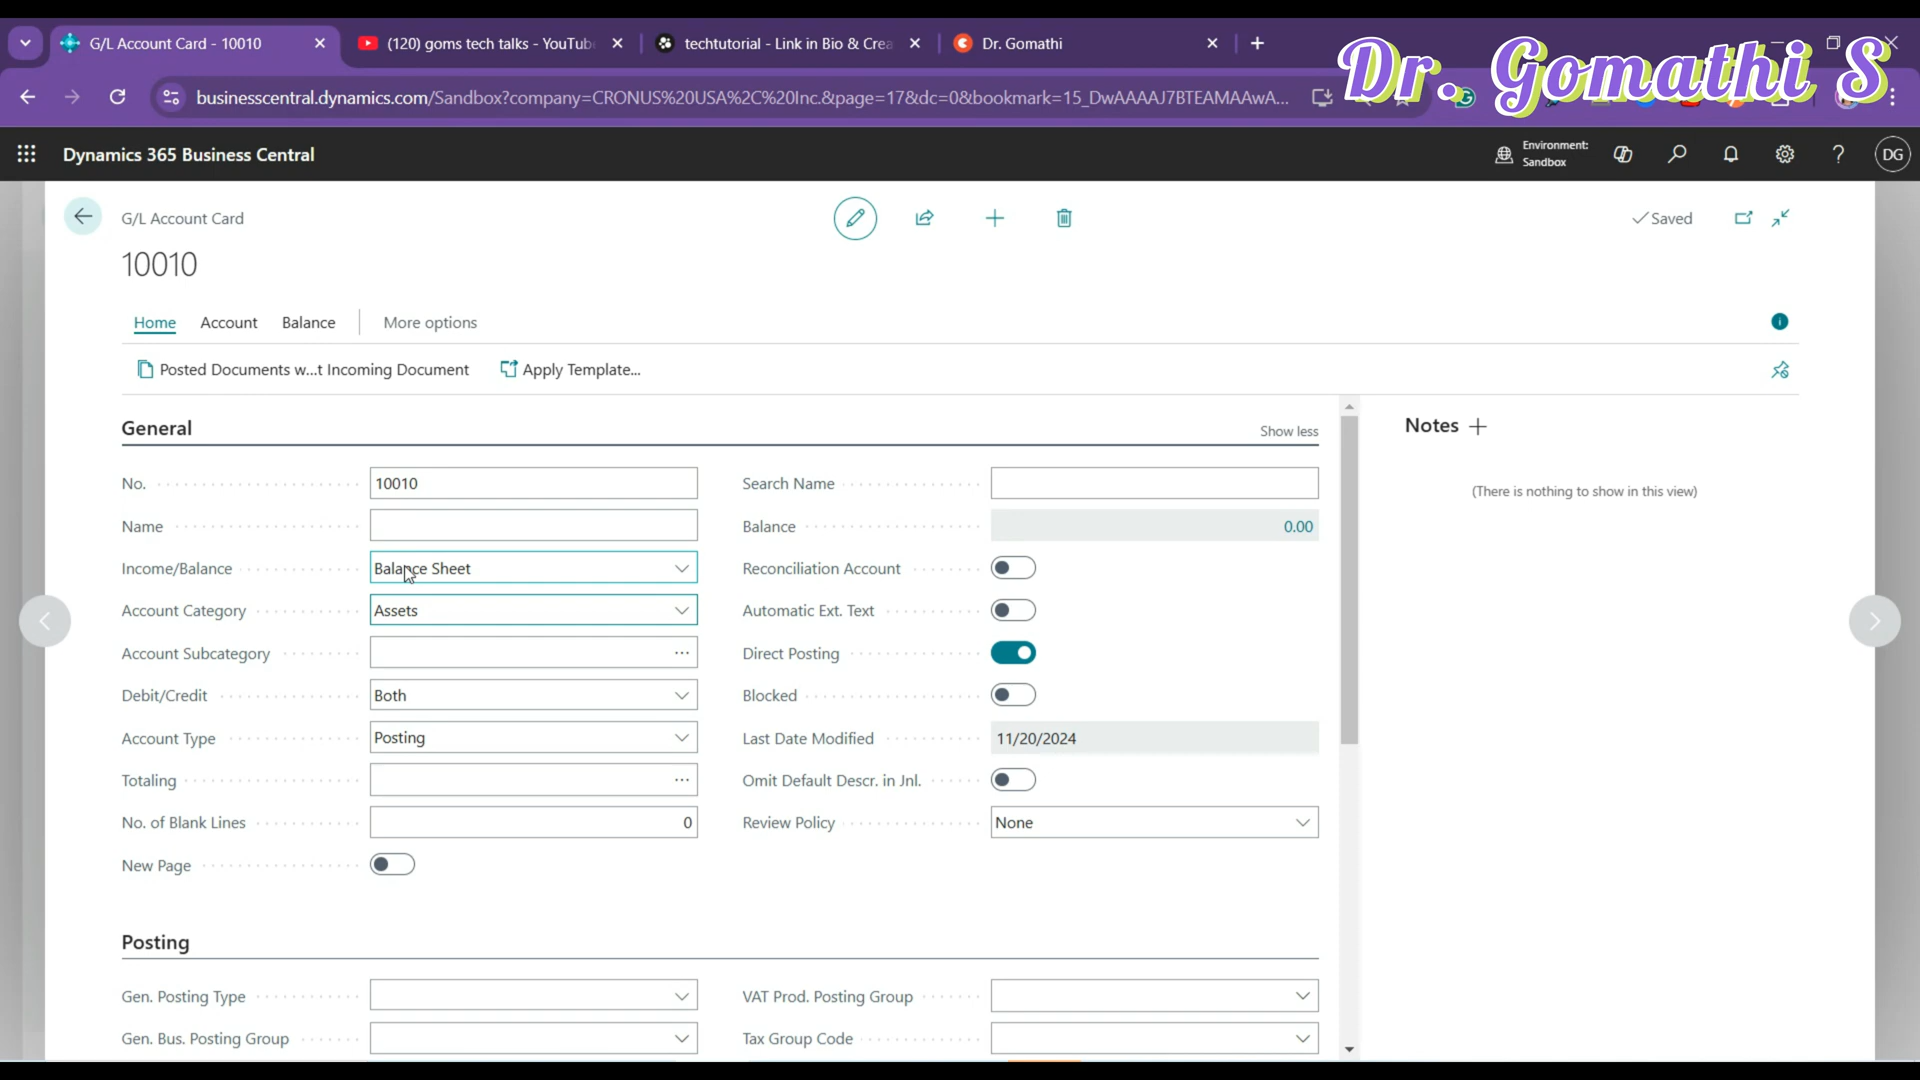 G/L Account Card - 10010
(120) goms tech talks - YouTub
techtutorial - Link in Bio & Crea
Dr. Gomathi
Dr. Gomathi S
businesscentral.dynamics.com/Sandbox?company=CRONUS%20USA%2C%20Inc.&page=17&dc=0&bookmark=15_DwAAAAJ7BTEAMAAwA...
Dynamics 365 Business Central
Environment:
Sandbox
?
DG
G/L Account Card
Saved
10010
Home
Account
Balance
More options
Posted Documents w...t Incoming Document
Apply Template...
General
Show less
Notes
(There is nothing to show in this view)
No.
10010
Search Name
Name
Balance
0.00
Income/Balance
Balance Sheet
Reconciliation Account
Account Category
Assets
Automatic Ext. Text
Account Subcategory
...
Direct Posting
Debit/Credit
Both
Blocked
Account Type
Posting
Last Date Modified
11/20/2024
Totaling
...
Omit Default Descr. in Jnl.
No. of Blank Lines
0
Review Policy
None
New Page
Posting
Gen. Posting Type
VAT Prod. Posting Group
Gen. Bus. Posting Group
Tax Group Code